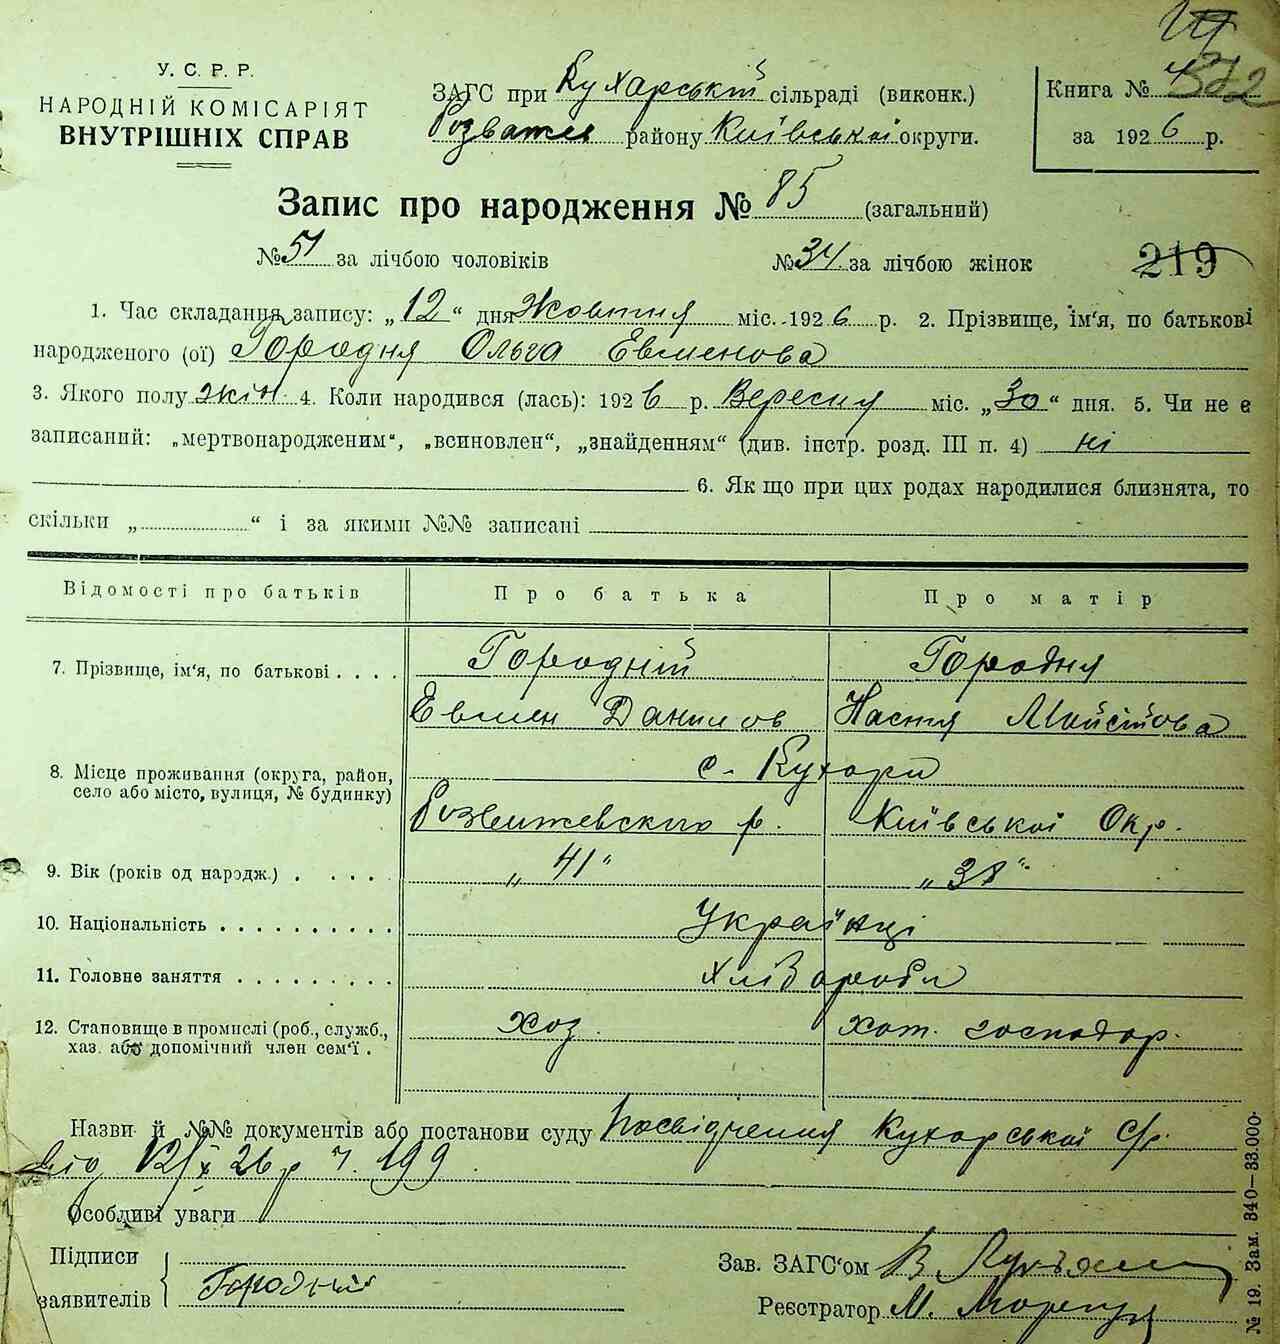 У. С. Р. Р.
НАРОДНІЙ КОМІСАРІЯТ
ВНУТРІШНІХ СПРАВ
ЗАГС при Кухарській сільраді (виконк.)
району Київської округи.
Книга №
за 1926 р.
Запис про народження № 85 (загальний)
№ 51 за лічбою чоловіків
№ 34 за лічбою жінок
219
1. Час складання запису: „12“ дня Жовтня міс. 1926 р. 2. Прізвище, ім‘я, по батькові
народженого (ої) Городня Ольга Евменова
3. Якого полу жін 4. Коли народився (лась): 1926 р. Вересня міс. „30“ дня. 5. Чи не є
записаний: „мертвонародженим“, „всиновлен“, „знайденням“ (див. інстр. розд. III п. 4) ні
6. Як що при цих родах народилися близнята, то
скільки „ “ і за якими №№ записані
Відомості про батьків Про батька Про матір
7. Прізвище, ім‘я, по батькові . . . . Городній Городня
Евмен Данилов Настя Мойсійова
8. Місце проживання (округа, район, с. Кухари
село або місто, вулиця, № будинку)
р. Київської Окр.
9. Вік (років од народж.) . . . . . „41“ „38“
10. Національність . . . . . . . . . . Українці
11. Головне заняття . . . . . . . . . Хлібороби
12. Становище в промислі (роб., служб., хоз. хат. господар.
хаз. або допомічний член сем‘ї .
Назви й №№ документів або постанови суду Посвідчення Кухарської С/р.
від 12/X 26 р ч. 199.
Особливі уваги
Підписи
заявителів Городній
Зав. ЗАГС‘ом В.
Реєстратор М.
№ 19. Зам. 840—33.000